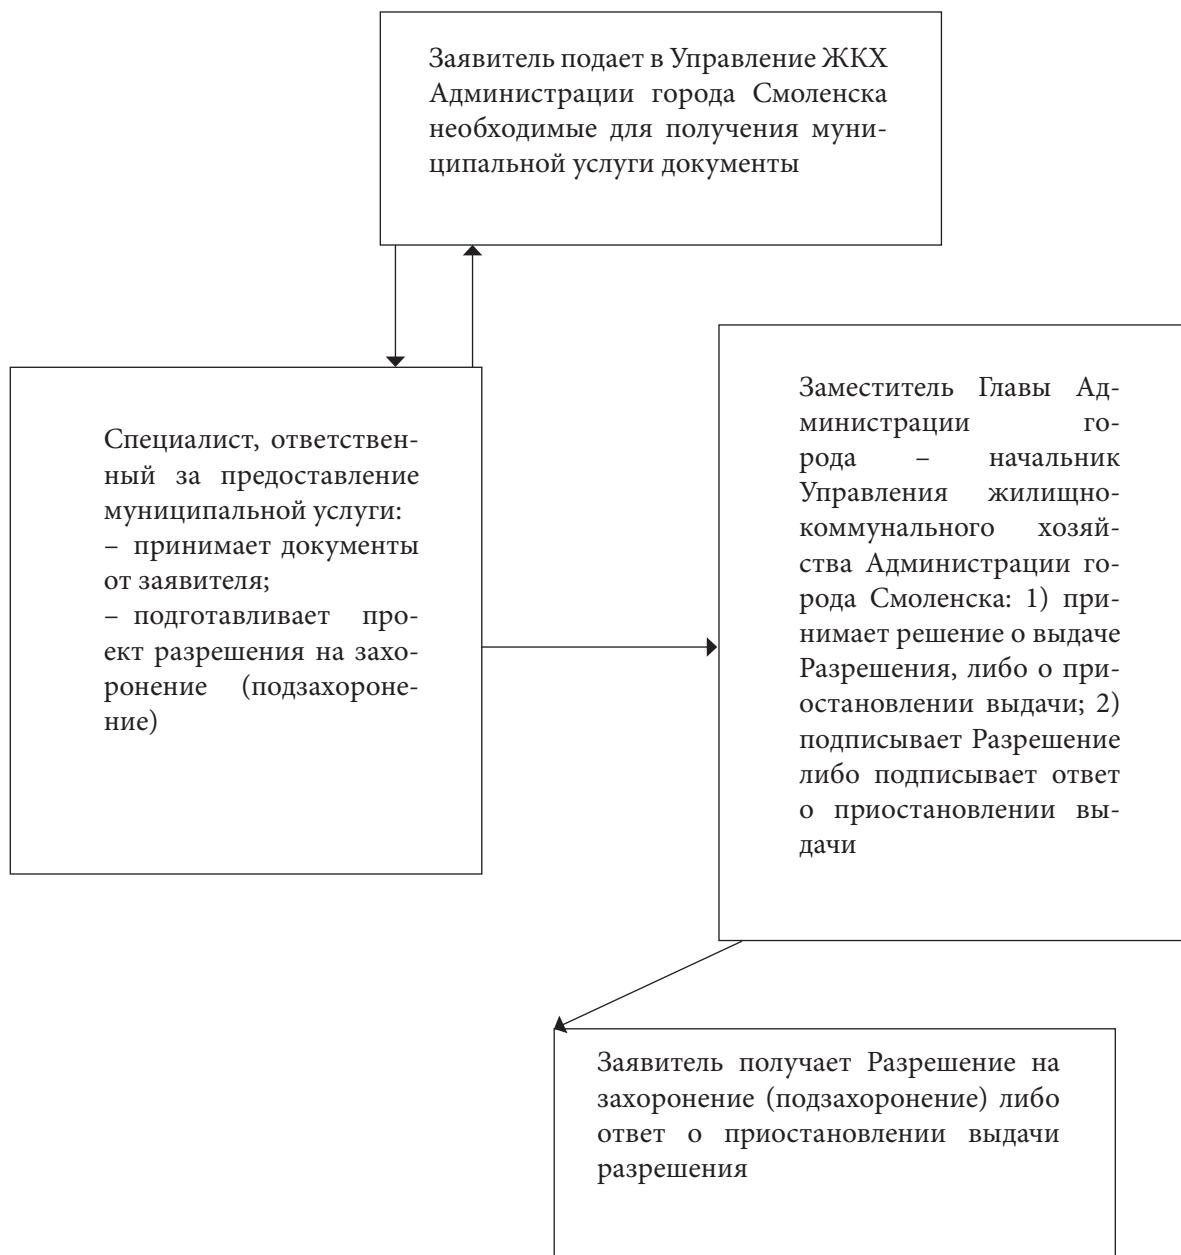 Заявитель подает в Управление ЖКХ
Администрации города Смоленска
необходимые для получения муни-
ципальной услуги документы
Специалист, ответствен-
ный за предоставление
муниципальной услуги:
– принимает документы
от заявителя;
– подготавливает про-
ект разрешения на захо-
ронение (подзахороне-
ние)
Заместитель Главы Ад-
министрации го-
рода – начальник
Управления жилищно-
коммунального хозяй-
ства Администрации го-
рода Смоленска: 1) при-
нимает решение о выдаче
Разрешения, либо о при-
остановлении выдачи; 2)
подписывает Разрешение
либо подписывает ответ
о приостановлении вы-
дачи
Заявитель получает Разрешение на
захоронение (подзахоронение) либо
ответ о приостановлении выдачи
разрешения